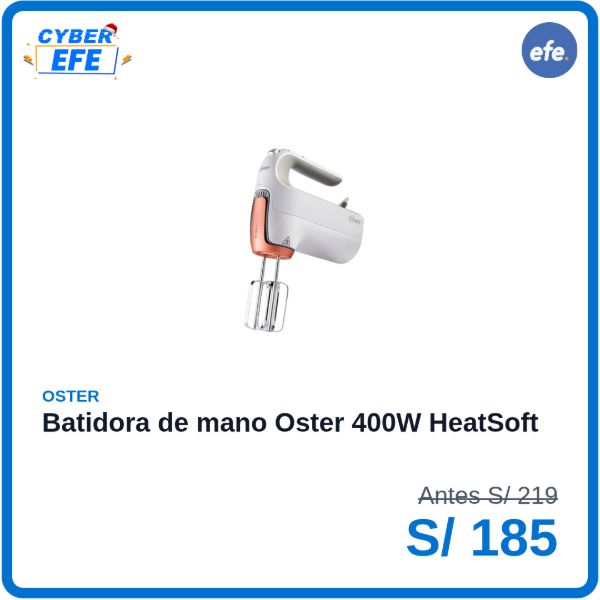 CYBER
EFE
efe.
OSTER
Batidora de mano Oster 400W HeatSoft
Antes S/ 219
S/ 185